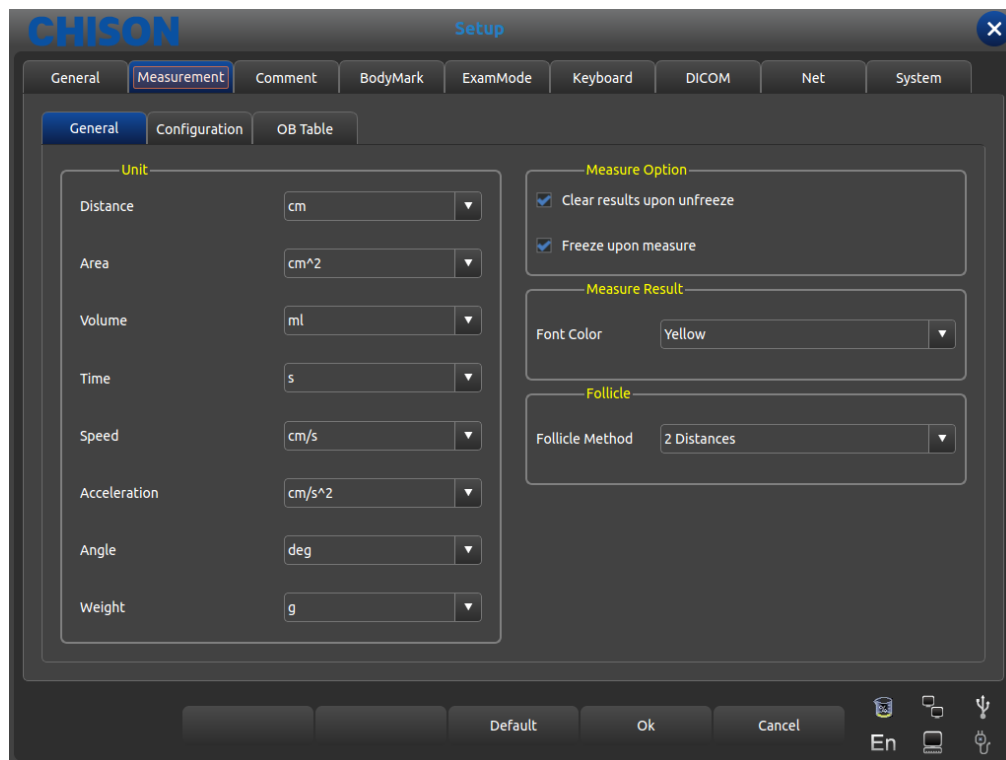 CHISON
Setup
General Measurement Comment BodyMark ExamMode Keyboard DICOM Net System
General Configuration OB Table
Unit
Distance cm
Area cm^2
Volume ml
Time s
Speed cm/s
Acceleration cm/s^2
Angle deg
Weight g
Measure Option
Clear results upon unfreeze
Freeze upon measure
Measure Result
Font Color Yellow
Follicle
Follicle Method 2 Distances
Default Ok Cancel
En